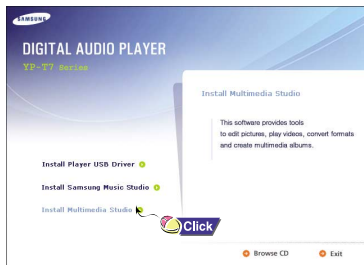 SAMSUNG
DIGITAL AUDIO PLAYER
YP-T7 Series
Install Multimedia Studio
This software provides tools
to edit pictures, play videos, convert formats
and create multimedia albums.
Install Player USB Driver
Install Samsung Music Studio
Install Multimedia Studio
Click
Browse CD
Exit